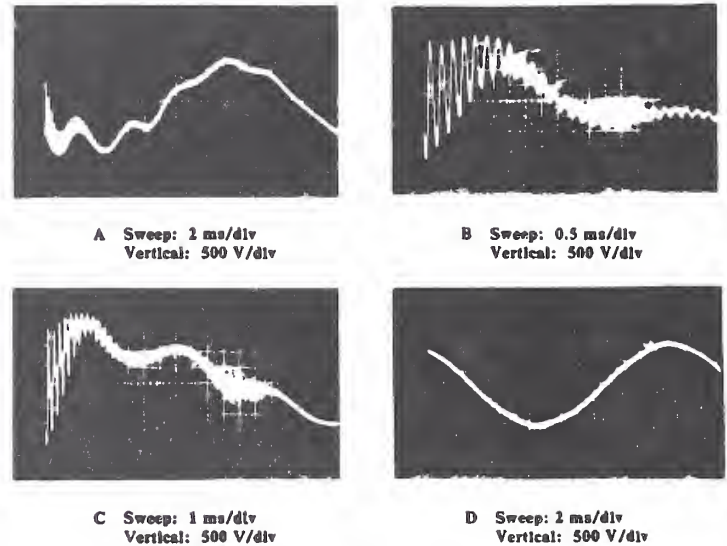 A Sweep: 2 ms/div
Vertical: 500 V/div
B Sweep: 0.5 ms/div
Vertical: 500 V/div
C Sweep: 1 ms/div
Vertical: 500 V/div
D Sweep: 2 ms/div
Vertical: 500 V/div